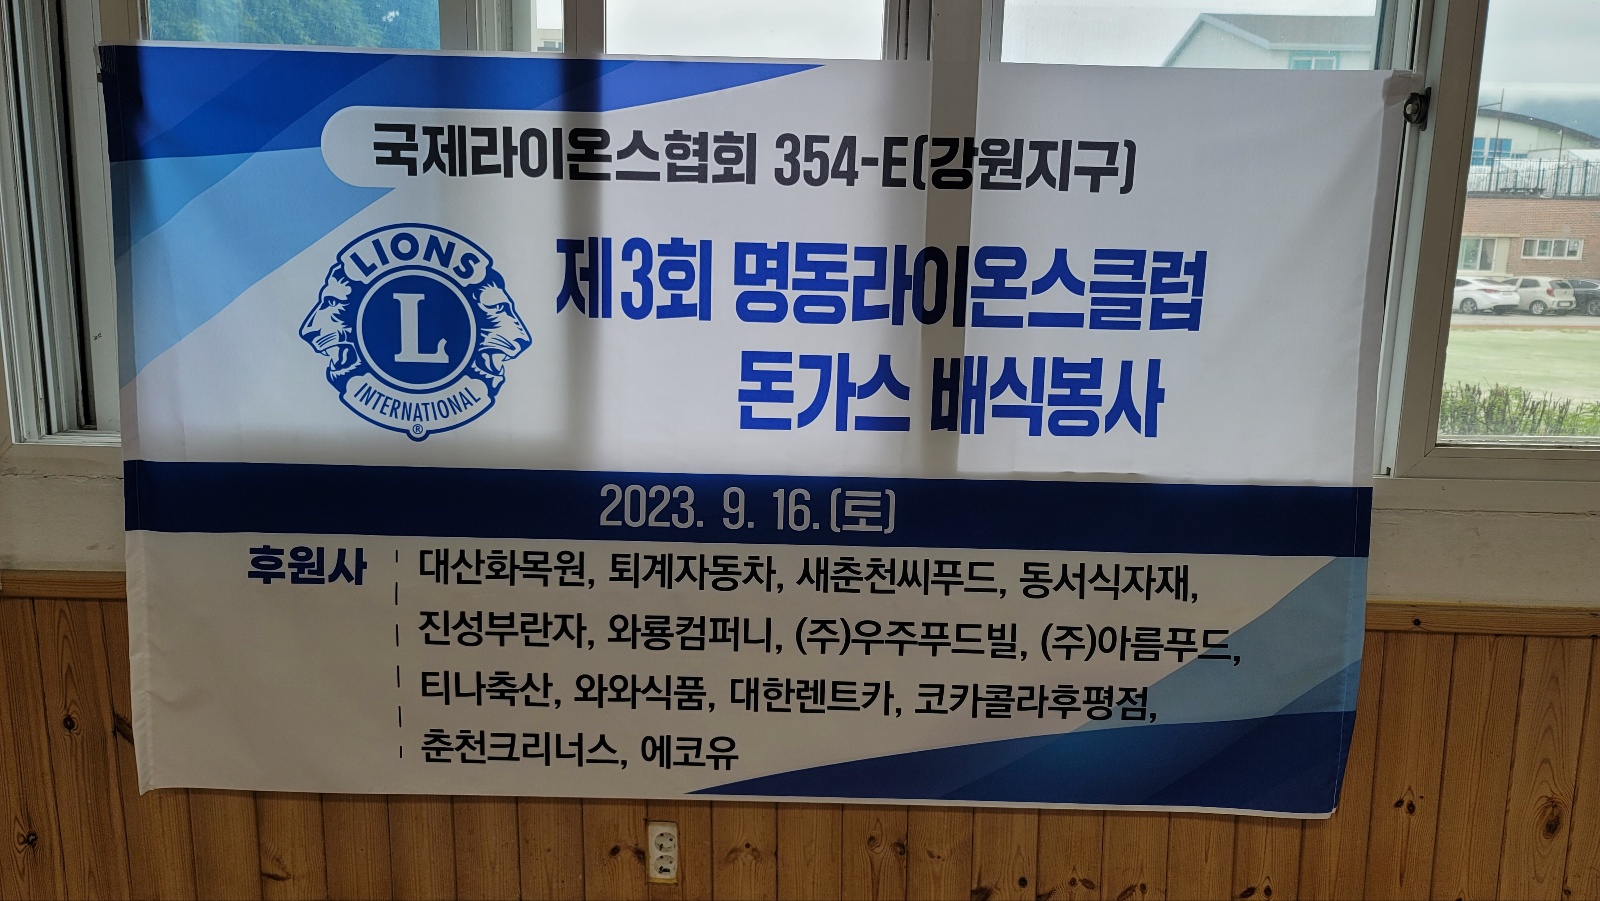 국제라이온스협회 354-E(강원지구)
LIONS
L
INTERNATIONAL
®
제3회 명동라이온스클럽
돈가스 배식봉사
2023. 9. 16.(토)
후원사
대산화목원, 퇴계자동차, 새춘천씨푸드, 동서식자재,
진성부란자, 와룡컴퍼니, (주)우주푸드빌, (주)아름푸드,
티나축산, 와와식품, 대한렌트카, 코카콜라후평점,
춘천크리너스, 에코유